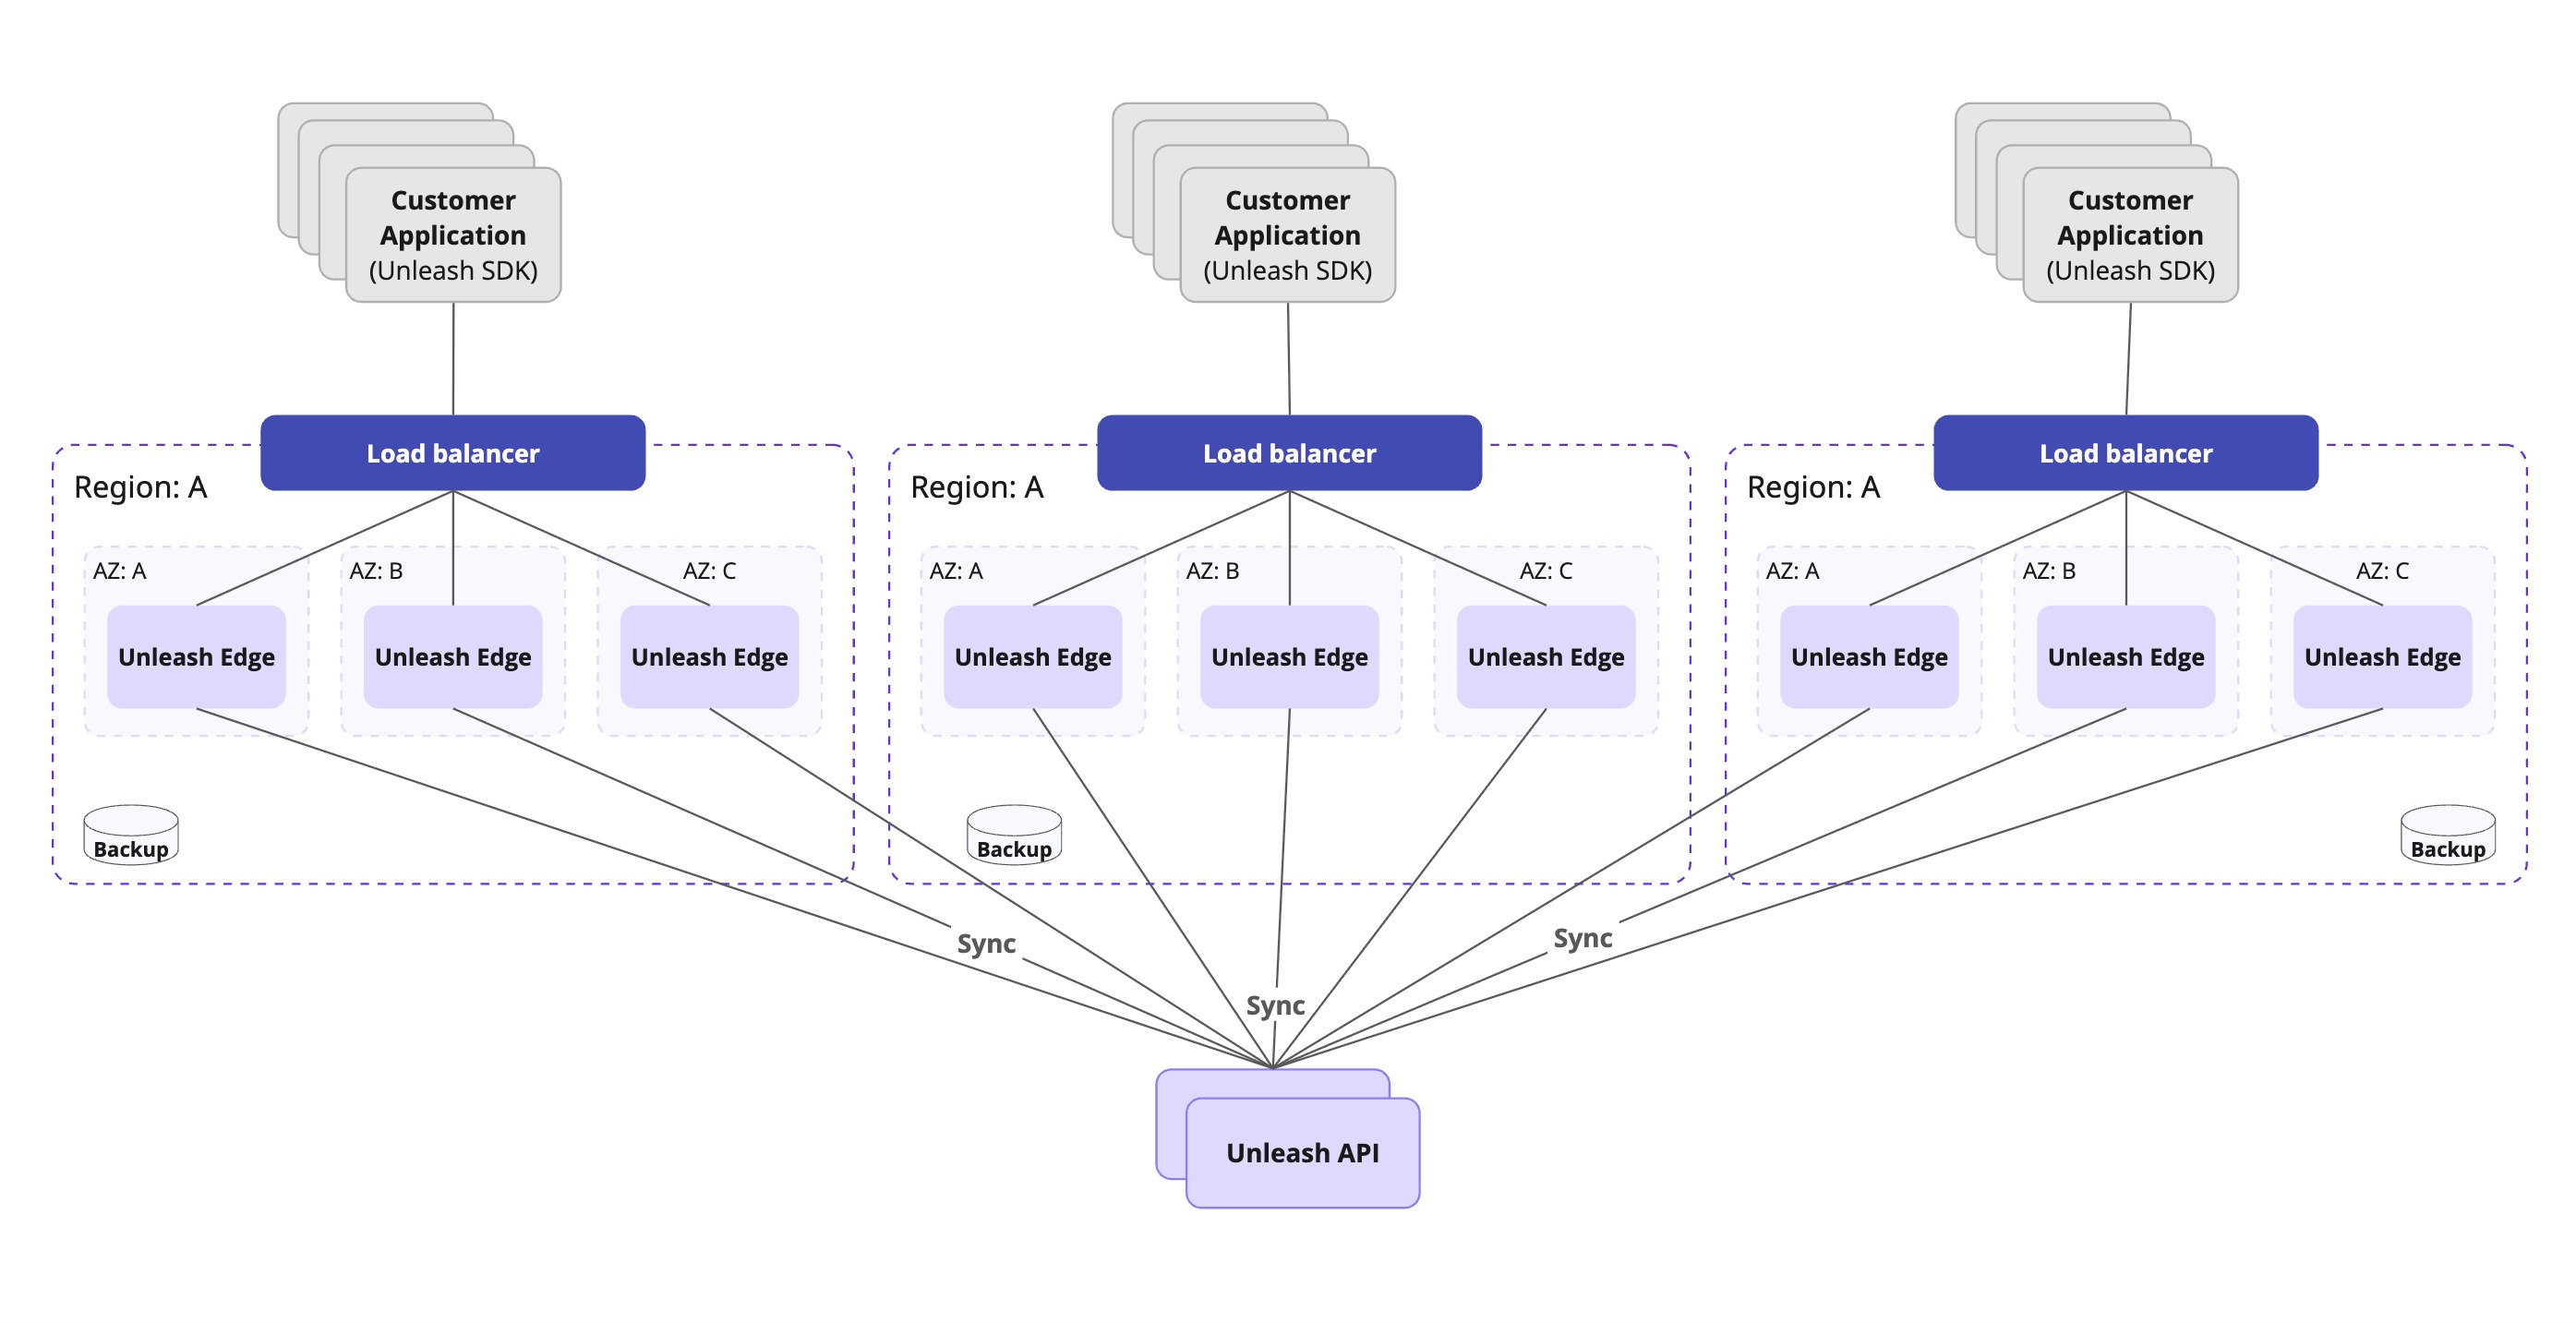 Customer
Application
(Unleash SDK)
Customer
Application
(Unleash SDK)
Customer
Application
(Unleash SDK)
Load balancer
Load balancer
Load balancer
Region: A
Region: A
Region: A
AZ: A
AZ: B
AZ: C
AZ: A
AZ: B
AZ: C
AZ: A
AZ: B
AZ: C
Unleash Edge
Unleash Edge
Unleash Edge
Unleash Edge
Unleash Edge
Unleash Edge
Unleash Edge
Unleash Edge
Unleash Edge
Backup
Backup
Backup
Sync
Sync
Sync
Unleash API